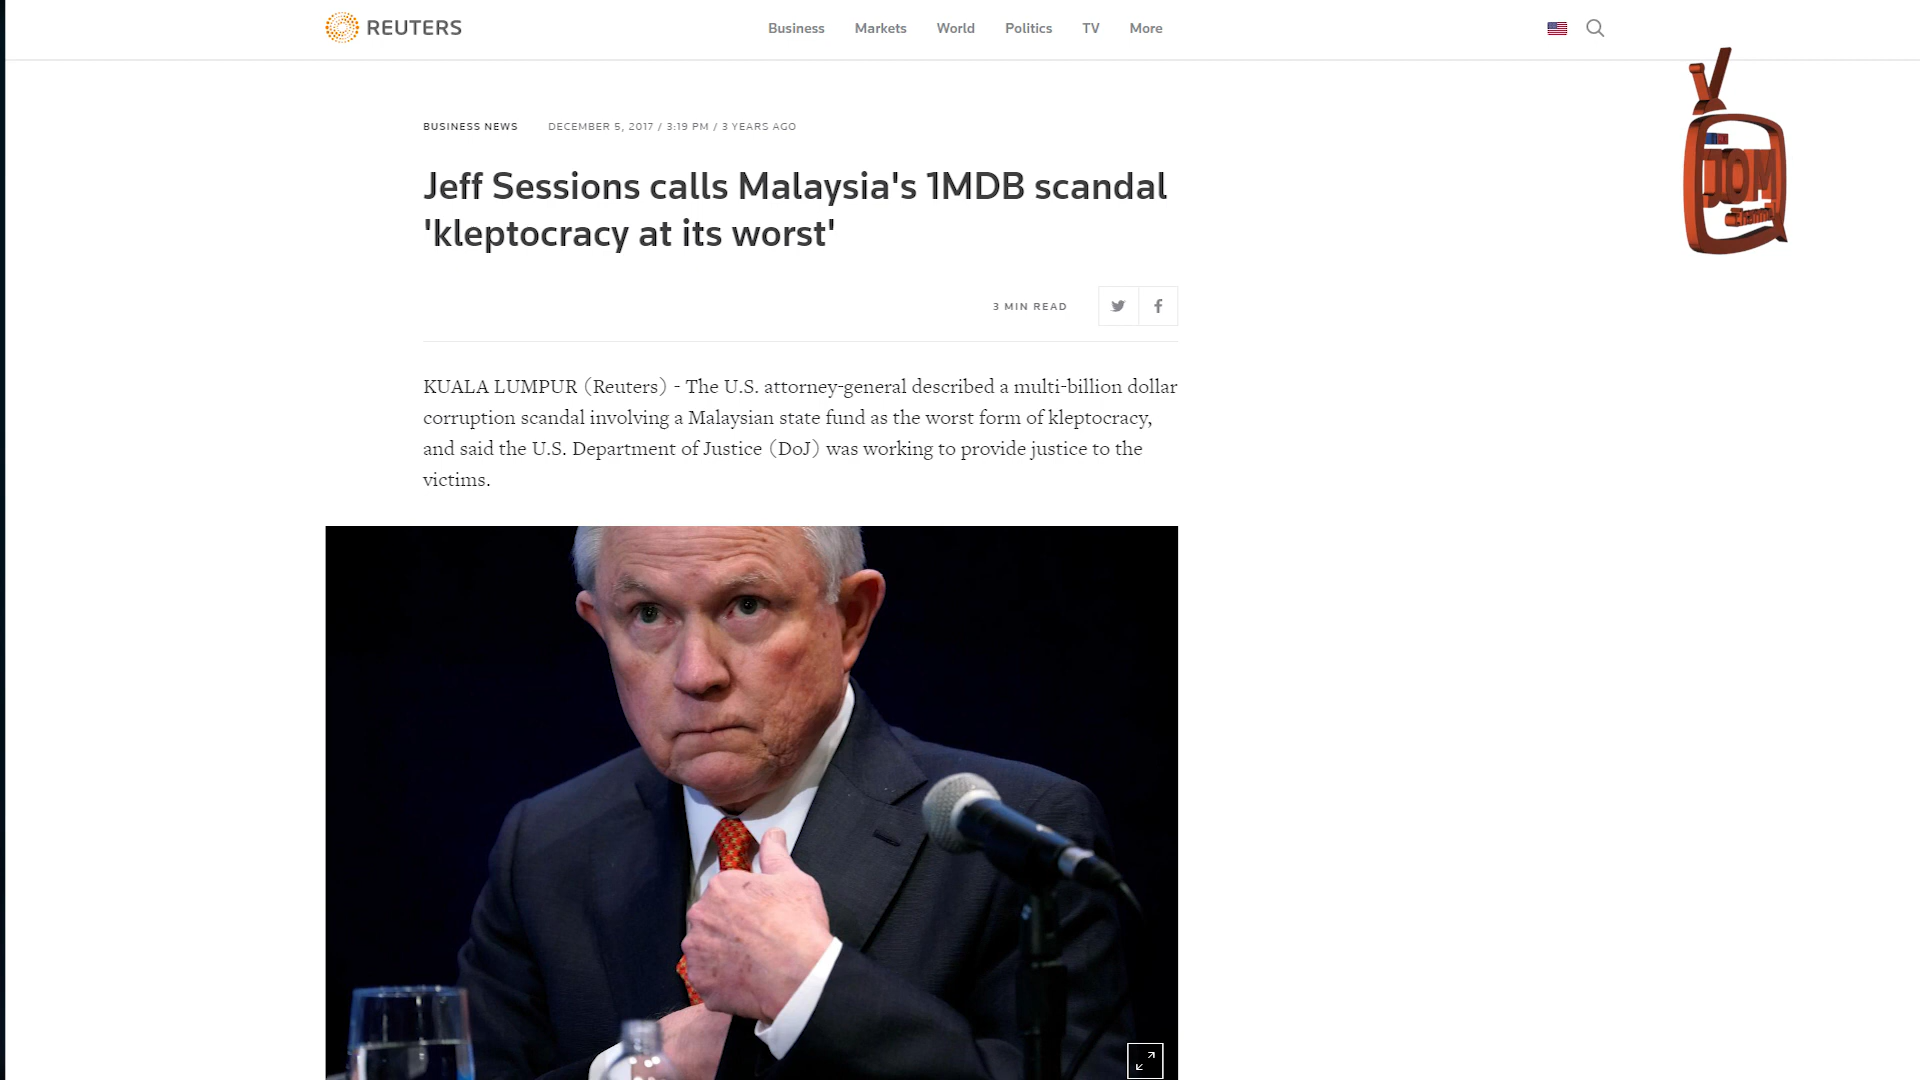 REUTERS
Business Markets World Politics TV More
BUSINESS NEWS DECEMBER 5, 2017 / 3:19 PM / 3 YEARS AGO
Jeff Sessions calls Malaysia's 1MDB scandal
'kleptocracy at its worst'
3 MIN READ
KUALA LUMPUR (Reuters) - The U.S. attorney-general described a multi-billion dollar
corruption scandal involving a Malaysian state fund as the worst form of kleptocracy,
and said the U.S. Department of Justice (DoJ) was working to provide justice to the
victims.
JOM
Channel